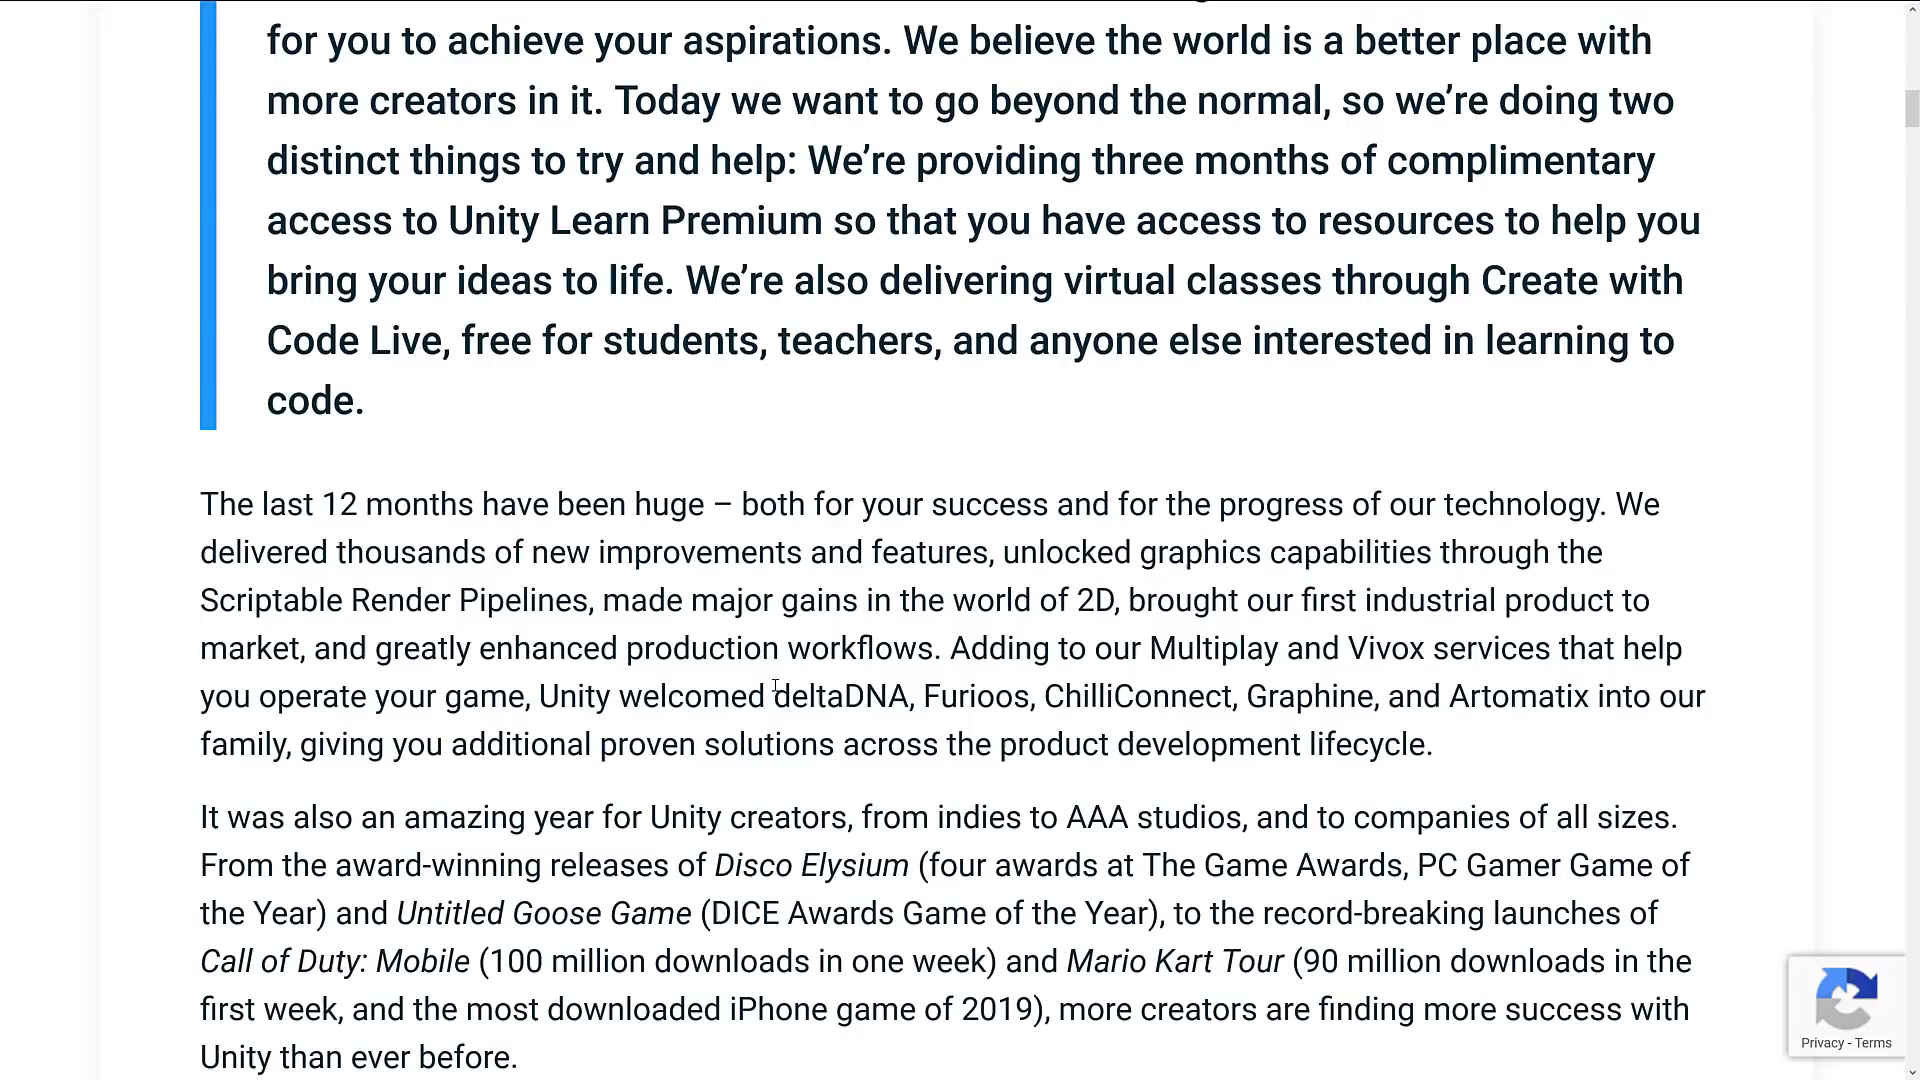 for you to achieve your aspirations. We believe the world is a better place with
more creators in it. Today we want to go beyond the normal, so we’re doing two
distinct things to try and help: We’re providing three months of complimentary
access to Unity Learn Premium so that you have access to resources to help you
bring your ideas to life. We’re also delivering virtual classes through Create with
Code Live, free for students, teachers, and anyone else interested in learning to
code.
The last 12 months have been huge – both for your success and for the progress of our technology. We
delivered thousands of new improvements and features, unlocked graphics capabilities through the
Scriptable Render Pipelines, made major gains in the world of 2D, brought our first industrial product to
market, and greatly enhanced production workflows. Adding to our Multiplay and Vivox services that help
you operate your game, Unity welcomed deltaDNA, Furioos, ChilliConnect, Graphine, and Artomatix into our
family, giving you additional proven solutions across the product development lifecycle.
It was also an amazing year for Unity creators, from indies to AAA studios, and to companies of all sizes.
From the award-winning releases of Disco Elysium (four awards at The Game Awards, PC Gamer Game of
the Year) and Untitled Goose Game (DICE Awards Game of the Year), to the record-breaking launches of
Call of Duty: Mobile (100 million downloads in one week) and Mario Kart Tour (90 million downloads in the
first week, and the most downloaded iPhone game of 2019), more creators are finding more success with
Unity than ever before.
Privacy - Terms